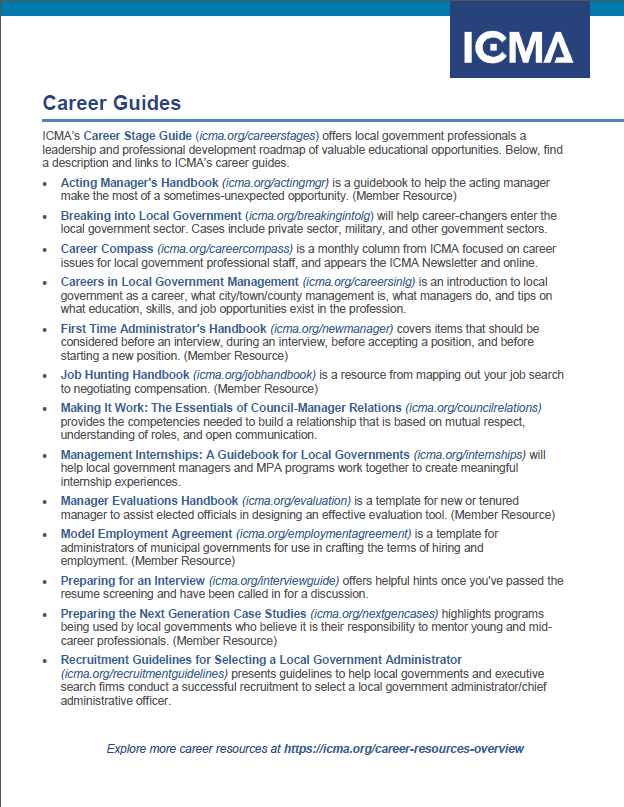 ICMA
Career Guides
ICMA's Career Stage Guide (icma.org/careerstages) offers local government professionals a
leadership and professional development roadmap of valuable educational opportunities. Below, find
a description and links to ICMA's career guides.
• Acting Manager's Handbook (icma.org/actingmgr) is a guidebook to help the acting manager
make the most of a sometimes-unexpected opportunity. (Member Resource)
• Breaking into Local Government (icma.org/breakingintolg) will help career-changers enter the
local government sector. Cases include private sector, military, and other government sectors.
• Career Compass (icma.org/careercompass) is a monthly column from ICMA focused on career
issues for local government professional staff, and appears the ICMA Newsletter and online.
• Careers in Local Government Management (icma.org/careersinlg) is an introduction to local
government as a career, what city/town/county management is, what managers do, and tips on
what education, skills, and job opportunities exist in the profession.
• First Time Administrator's Handbook (icma.org/newmanager) covers items that should be
considered before an interview, during an interview, before accepting a position, and before
starting a new position. (Member Resource)
• Job Hunting Handbook (icma.org/jobhandbook) is a resource from mapping out your job search
to negotiating compensation. (Member Resource)
• Making It Work: The Essentials of Council-Manager Relations (icma.org/councilrelations)
provides the competencies needed to build a relationship that is based on mutual respect,
understanding of roles, and open communication.
• Management Internships: A Guidebook for Local Governments (icma.org/internships) will
help local government managers and MPA programs work together to create meaningful
internship experiences.
• Manager Evaluations Handbook (icma.org/evaluation) is a template for new or tenured
manager to assist elected officials in designing an effective evaluation tool. (Member Resource)
• Model Employment Agreement (icma.org/employmentagreement) is a template for
administrators of municipal governments for use in crafting the terms of hiring and
employment. (Member Resource)
• Preparing for an Interview (icma.org/interviewguide) offers helpful hints once you've passed the
resume screening and have been called in for a discussion.
• Preparing the Next Generation Case Studies (icma.org/nextgencases) highlights programs
being used by local governments who believe it is their responsibility to mentor young and mid-
career professionals. (Member Resource)
• Recruitment Guidelines for Selecting a Local Government Administrator
(icma.org/recruitmentguidelines) presents guidelines to help local governments and executive
search firms conduct a successful recruitment to select a local government administrator/chief
administrative officer.
Explore more career resources at https://icma.org/career-resources-overview